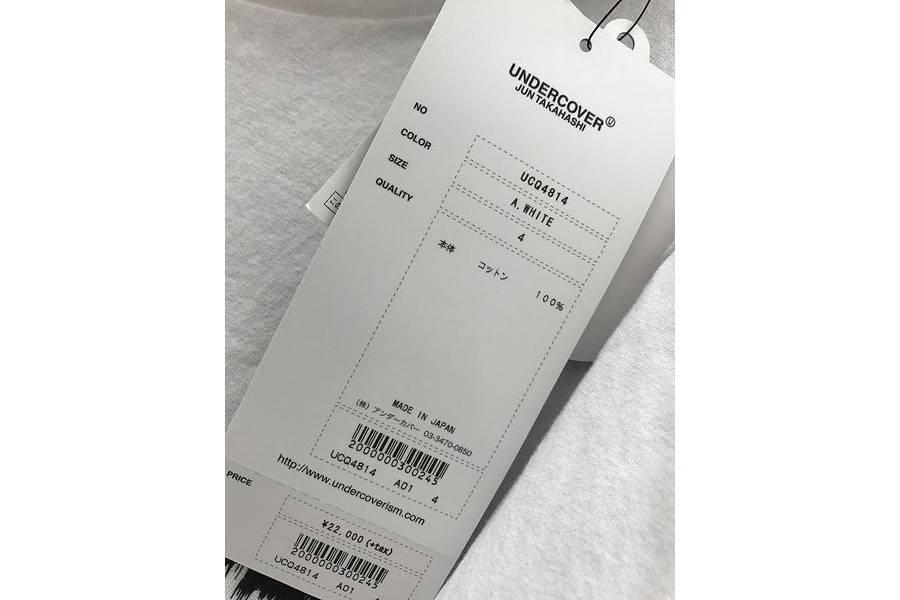 UNDERCOVER
JUN TAKAHASHI
NO UCQ4814
COLOR A.WHITE
SIZE 4
QUALITY
本体 コットン 100%
MADE IN JAPAN
(株) アンダーカバー 03-3470-0850
2000000300245
UCQ4814 A01 4
http://www.undercoverism.com
PRICE ¥22,000(+tax)
2000000300245
UCQ4814 A01 4